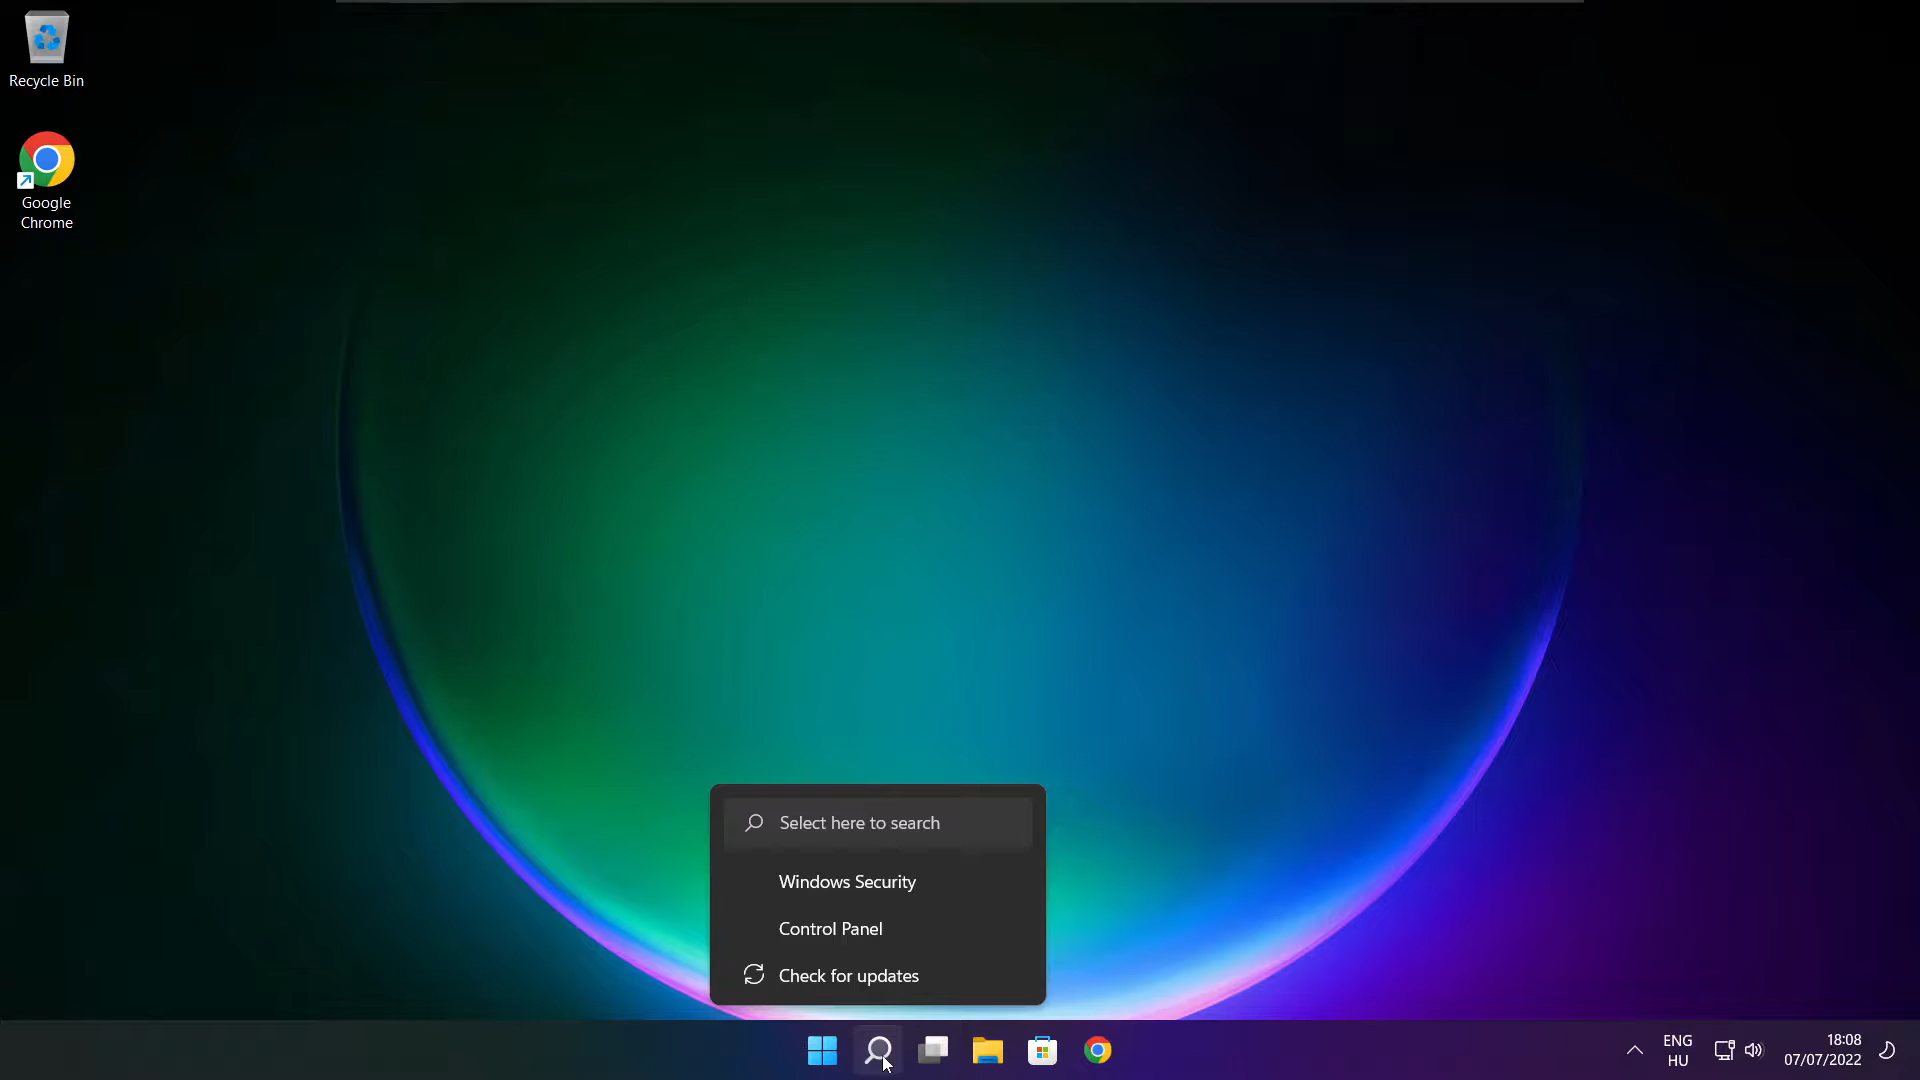 Recycle Bin
Google
Chrome
Select here to search
Windows Security
Control Panel
Check for updates
ENG
HU
18:08
07/07/2022